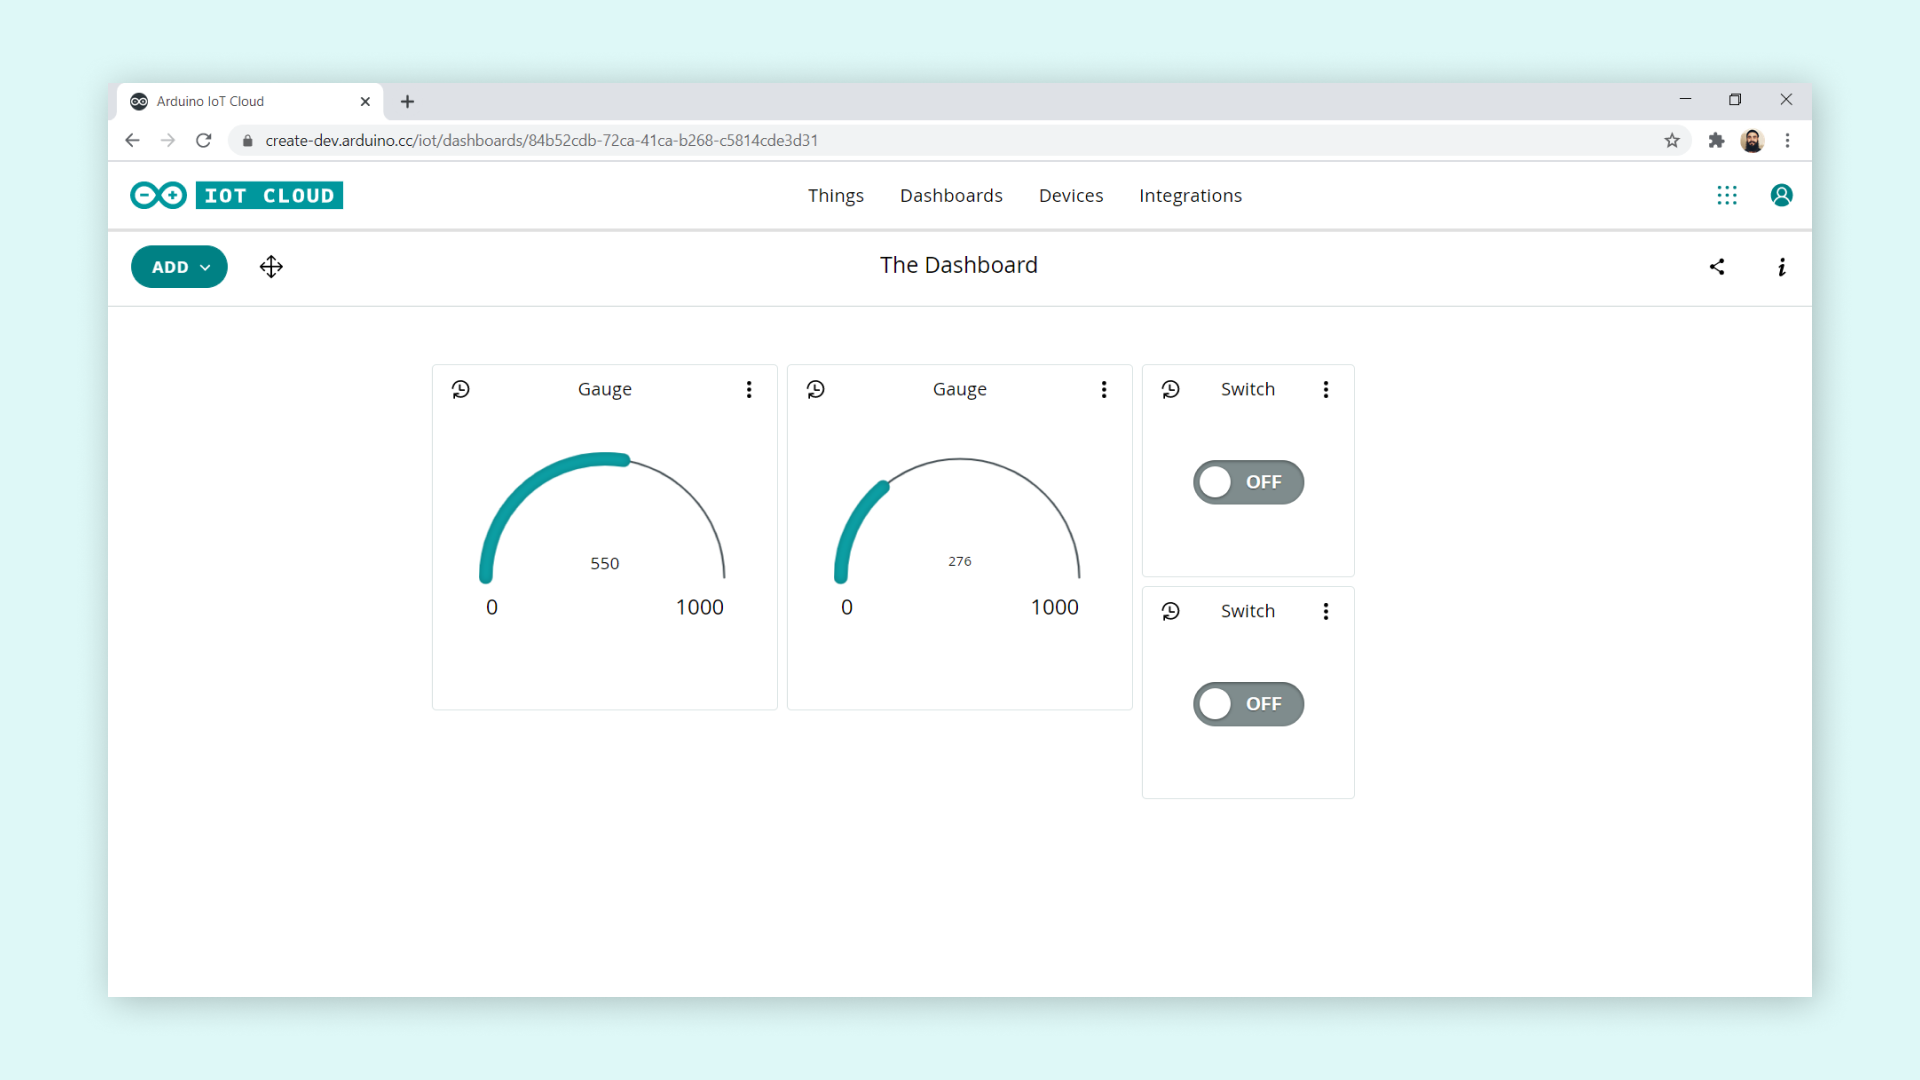 Arduino IoT Cloud
create-dev.arduino.cc/iot/dashboards/84b52cdb-72ca-41ca-b268-c5814cde3d31
IOT CLOUD
Things
Dashboards
Devices
Integrations
ADD
The Dashboard
Gauge
550
0
1000
Gauge
276
0
1000
Switch
OFF
Switch
OFF